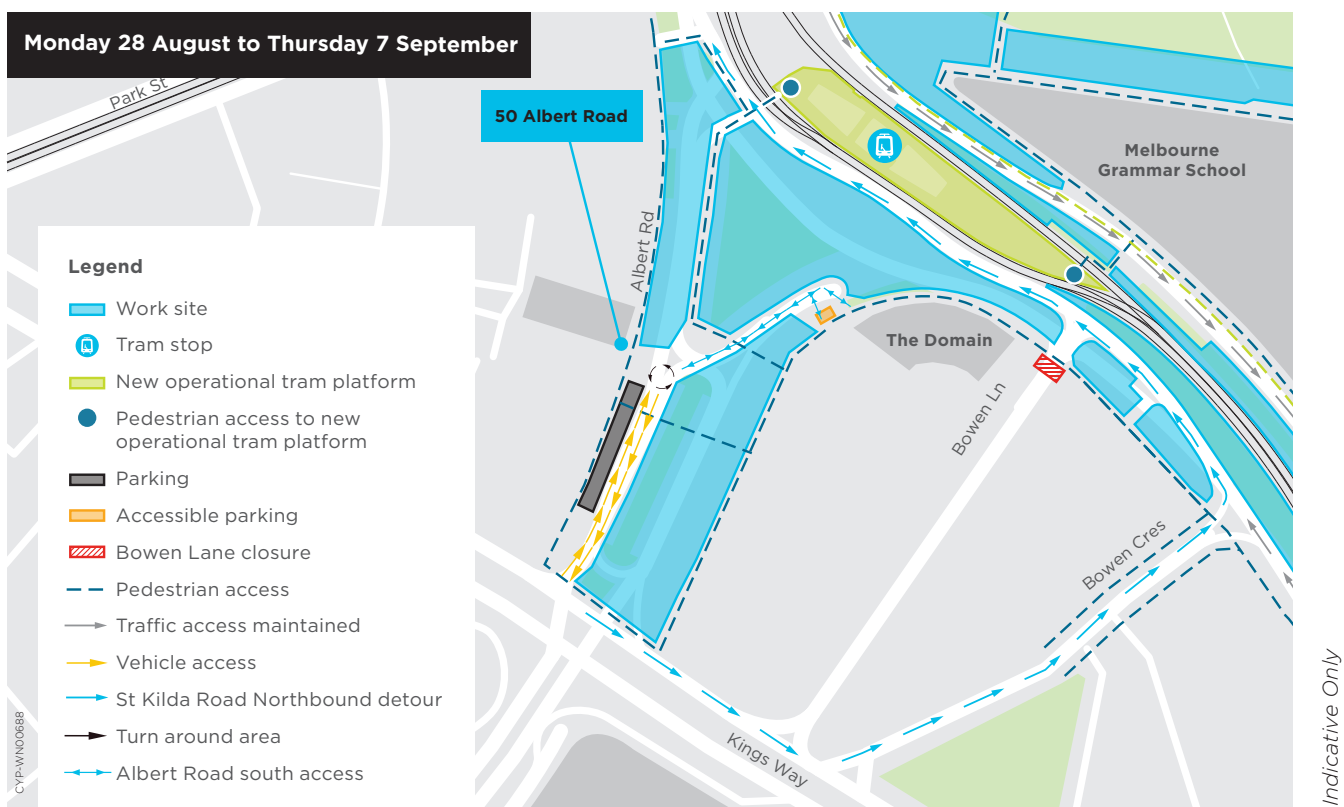 Monday 28 August to Thursday 7 September
Park St
50 Albert Road
Melbourne
Grammar School
Albert Rd
Legend
Work site
Tram stop
New operational tram platform
Pedestrian access to new
operational tram platform
Parking
Accessible parking
Bowen Lane closure
Pedestrian access
Traffic access maintained
Vehicle access
St Kilda Road Northbound detour
Turn around area
Albert Road south access
The Domain
Bowen Ln
Bowen Cres
Kings Way
CYP-WN00688
Indicative Only